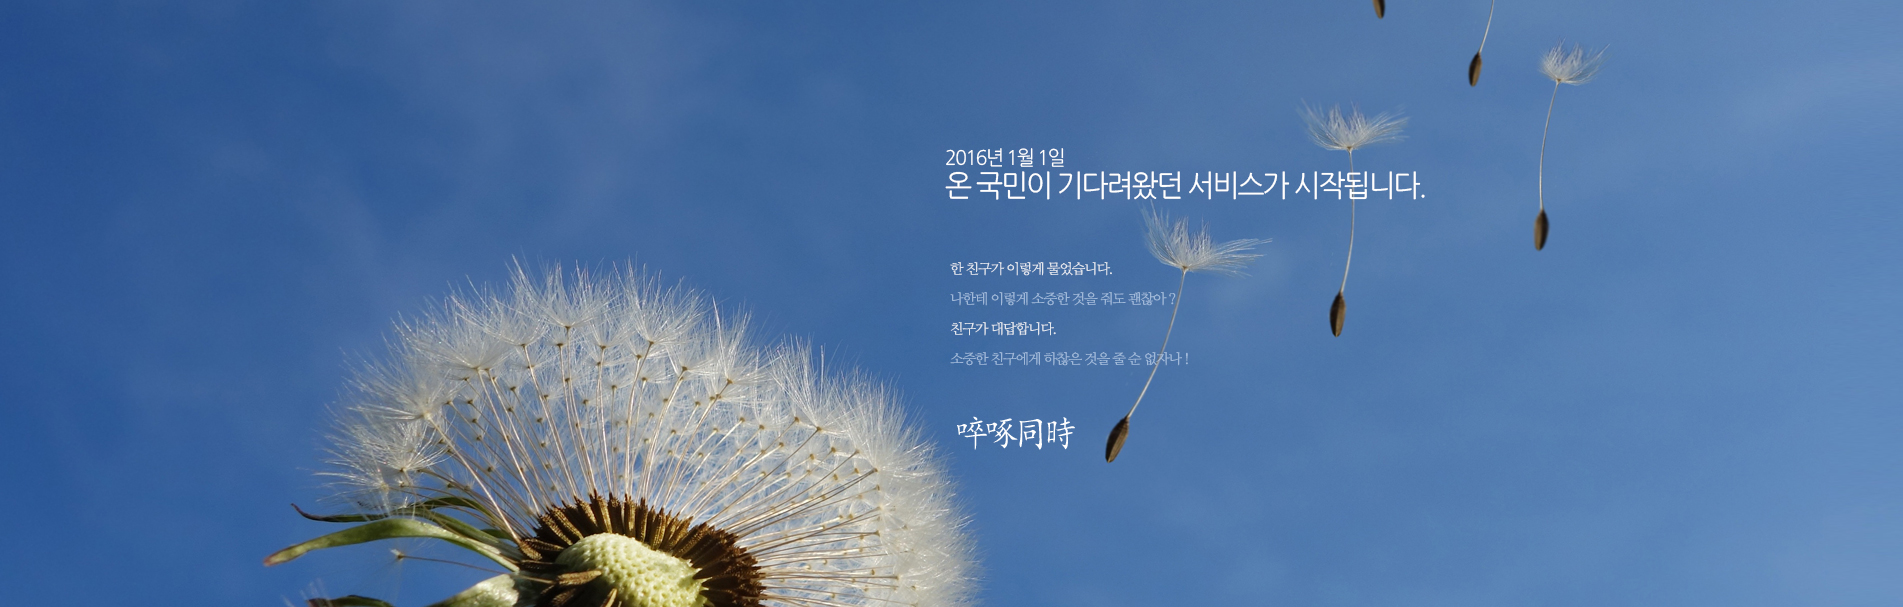 2016년 1월 1일
온 국민이 기다려왔던 서비스가 시작됩니다.
한 친구가 이렇게 물었습니다.
나한테 이렇게 소중한 것을 줘도 괜찮아 ?
친구가 대답합니다.
소중한 친구에게 하찮은 것을 줄 순 없자나 !
啐啄同時